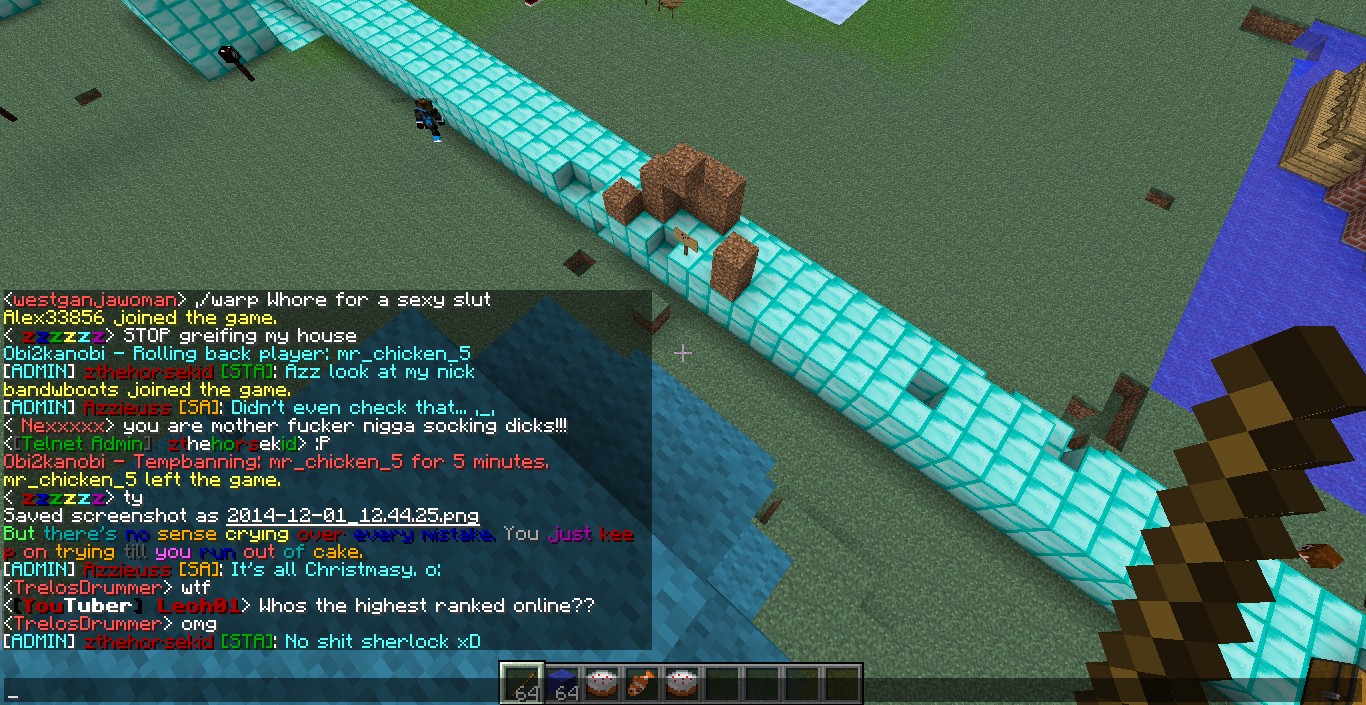 <westganjawoman> ,/warp Whore for a sexy slut
Alex33856 joined the game.
< zzzzzz> STOP greifing my house
Obi2kanobi - Rolling back player: mr_chicken_5
[ADMIN] zthehorsekid [STA]: Azz look at my nick
bandwboots joined the game.
[ADMIN] Azzieuss [SA]: Didn't even check that... ._.
< Nexxxxx> you are mother fucker nigga socking dicks!!!
<[Telnet Admin] zthehorsekid> :P
Obi2kanobi - Tempbanning: mr_chicken_5 for 5 minutes.
mr_chicken_5 left the game.
< zzzzzz> ty
Saved screenshot as 2014-12-01_12.44.25.png
But there's no sense crying over every mistake. You just kee
p on trying till you run out of cake.
[ADMIN] Azzieuss [SA]: It's all Christmasy. o:
<TrelosDrummer> wtf
<[YouTuber] Leoh01> Whos the highest ranked online??
<TrelosDrummer> omg
[ADMIN] zthehorsekid [STA]: No shit sherlock xD
_
64 64